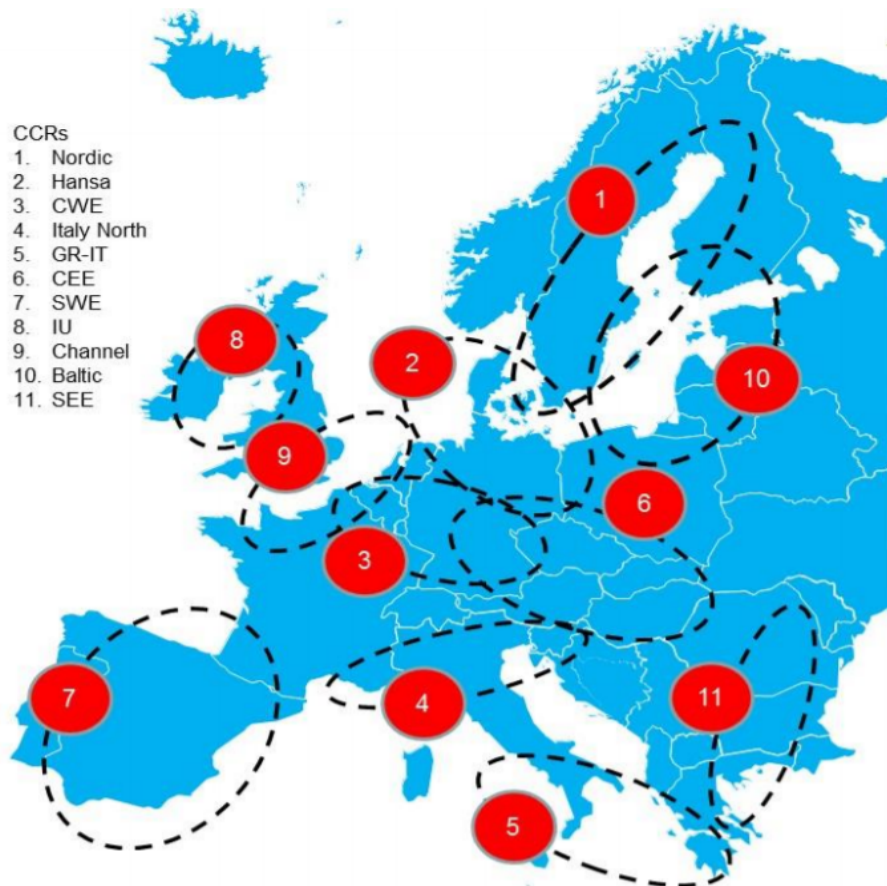 CCRs
1. Nordic
2. Hansa
3. CWE
4. Italy North
5. GR-IT
6. CEE
7. SWE
8. IU
9. Channel
10. Baltic
11. SEE
1
8
2
10
9
6
3
7
4
11
5